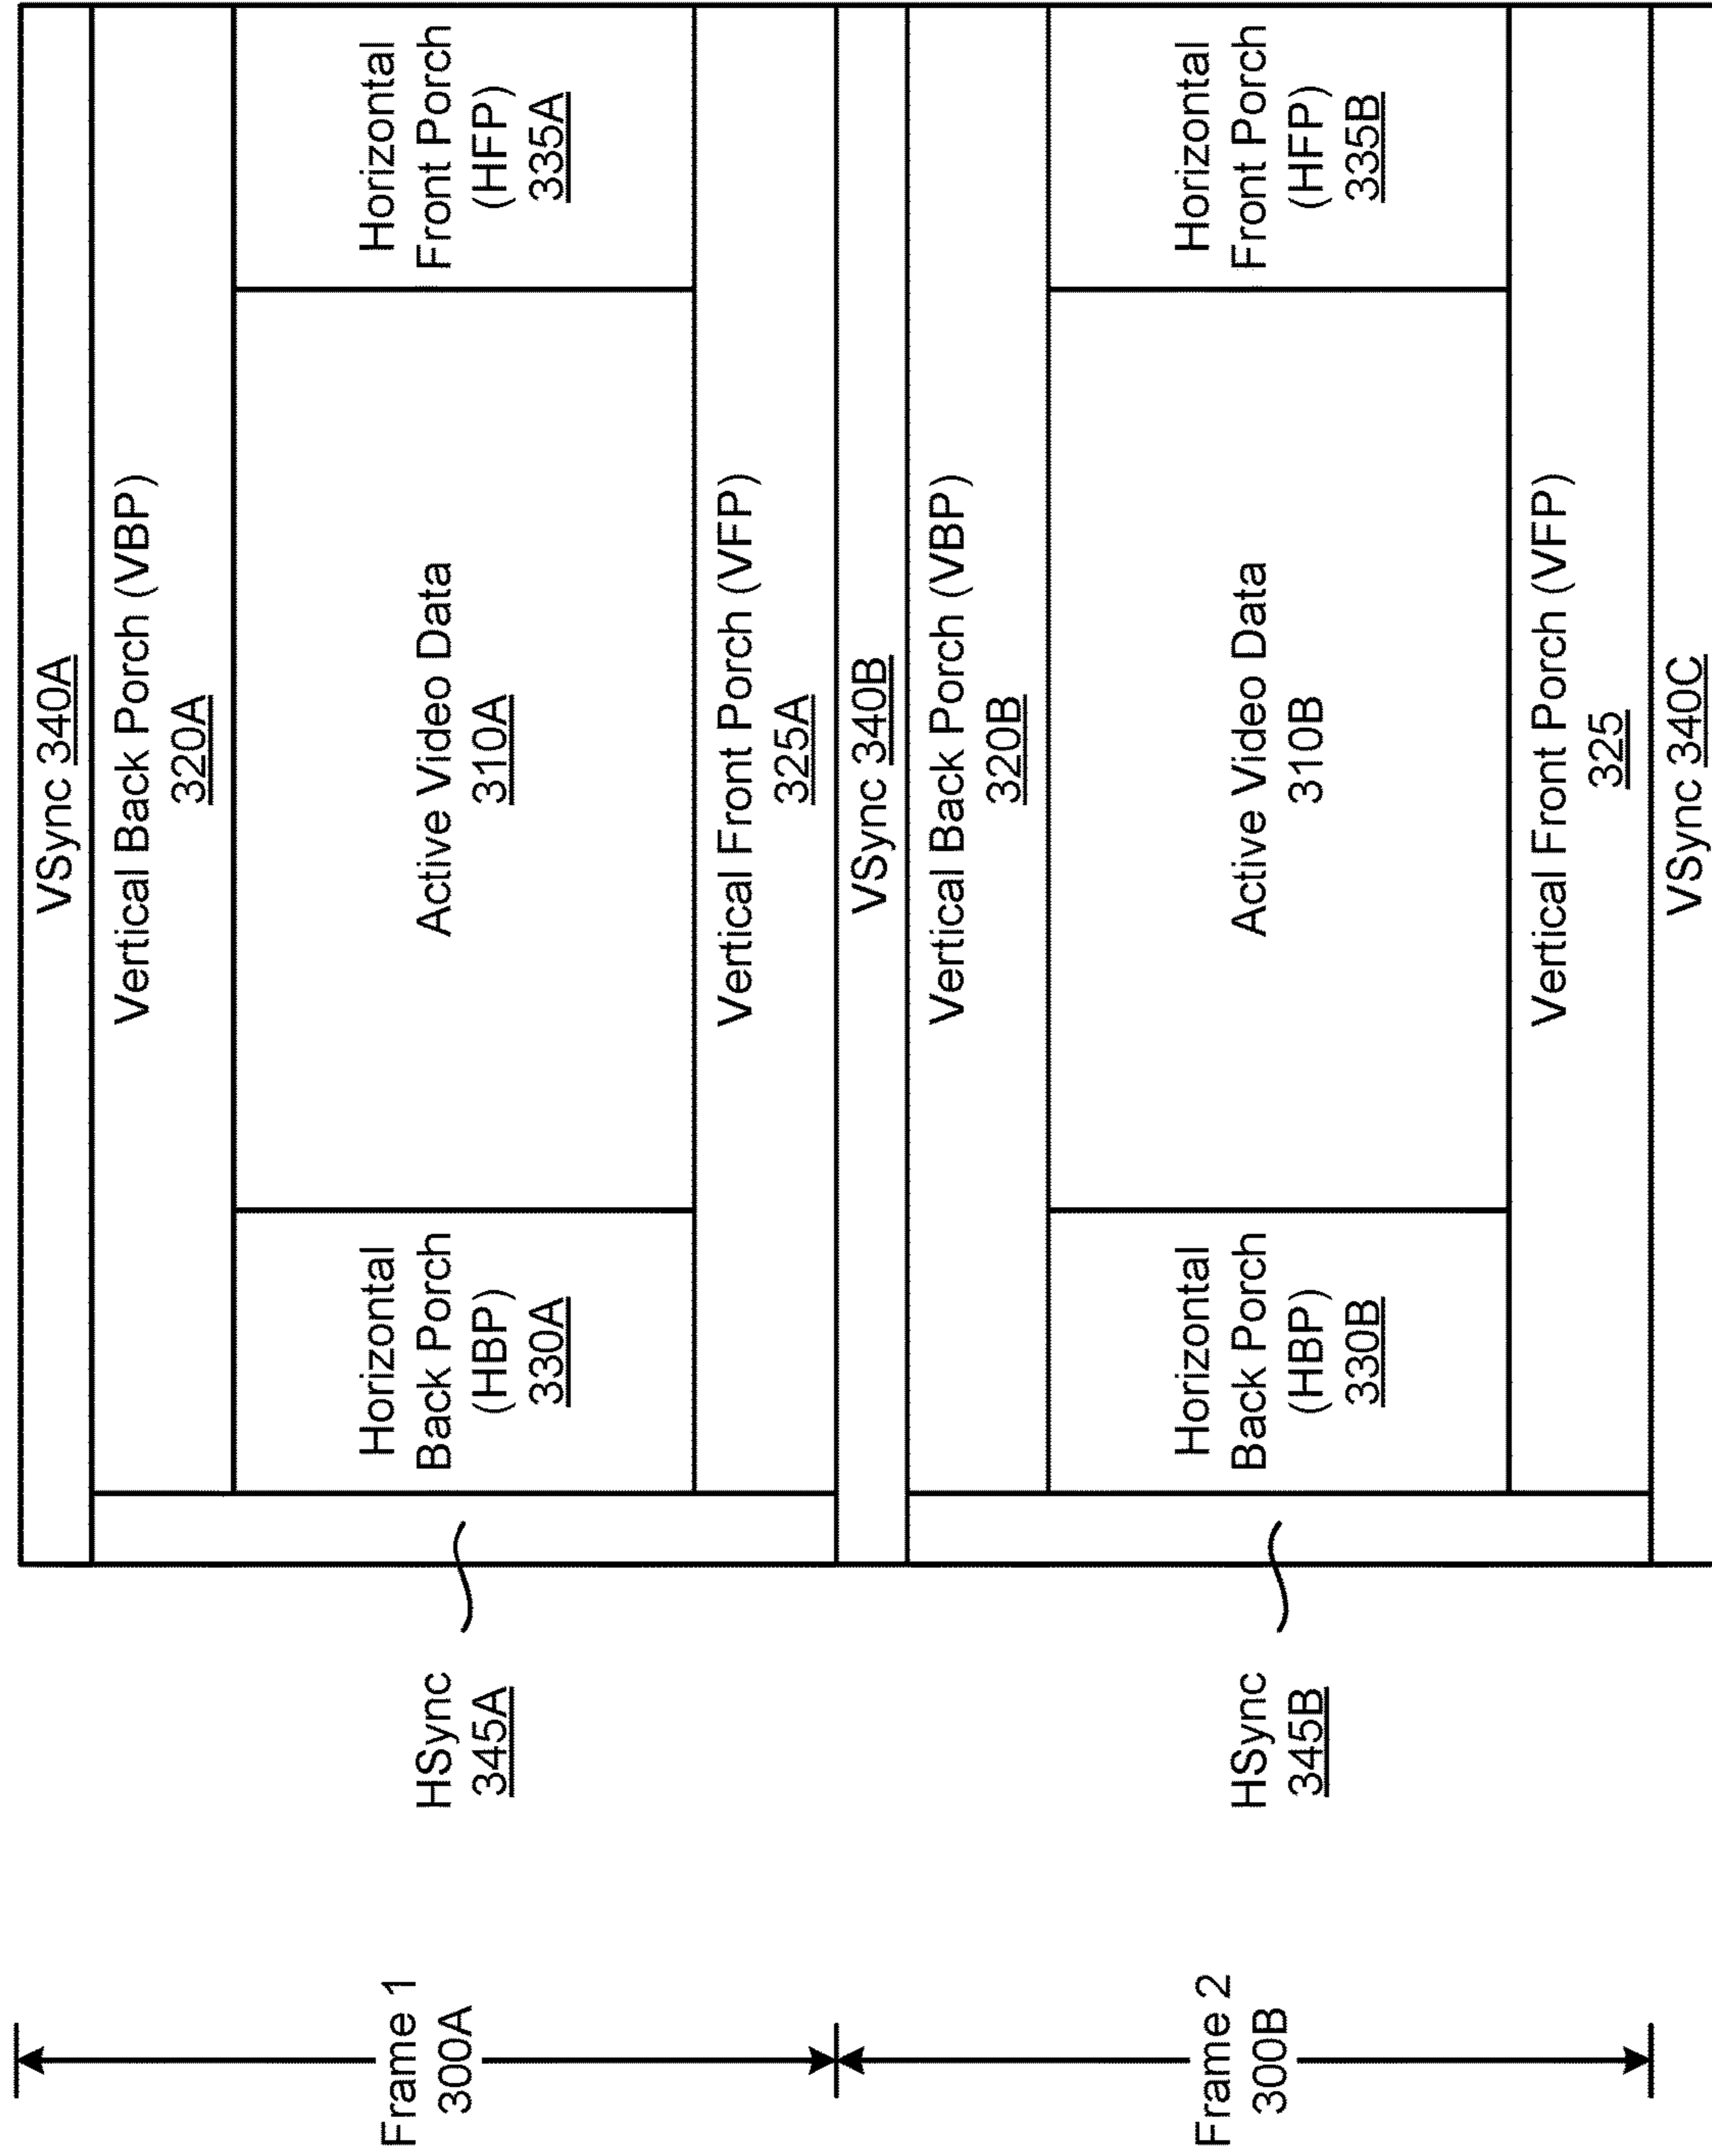 VSync 340A
Vertical Back Porch (VBP)
320A
Horizontal
Back Porch
(HBP)
330A
Active Video Data
310A
Horizontal
Front Porch
(HFP)
335A
Vertical Front Porch (VFP)
325A
HSync
345A
Frame 1
300A
VSync 340B
Vertical Back Porch (VBP)
320B
Horizontal
Back Porch
(HBP)
330B
Active Video Data
310B
Horizontal
Front Porch
(HFP)
335B
Vertical Front Porch (VFP)
325
HSync
345B
Frame 2
300B
VSync 340C